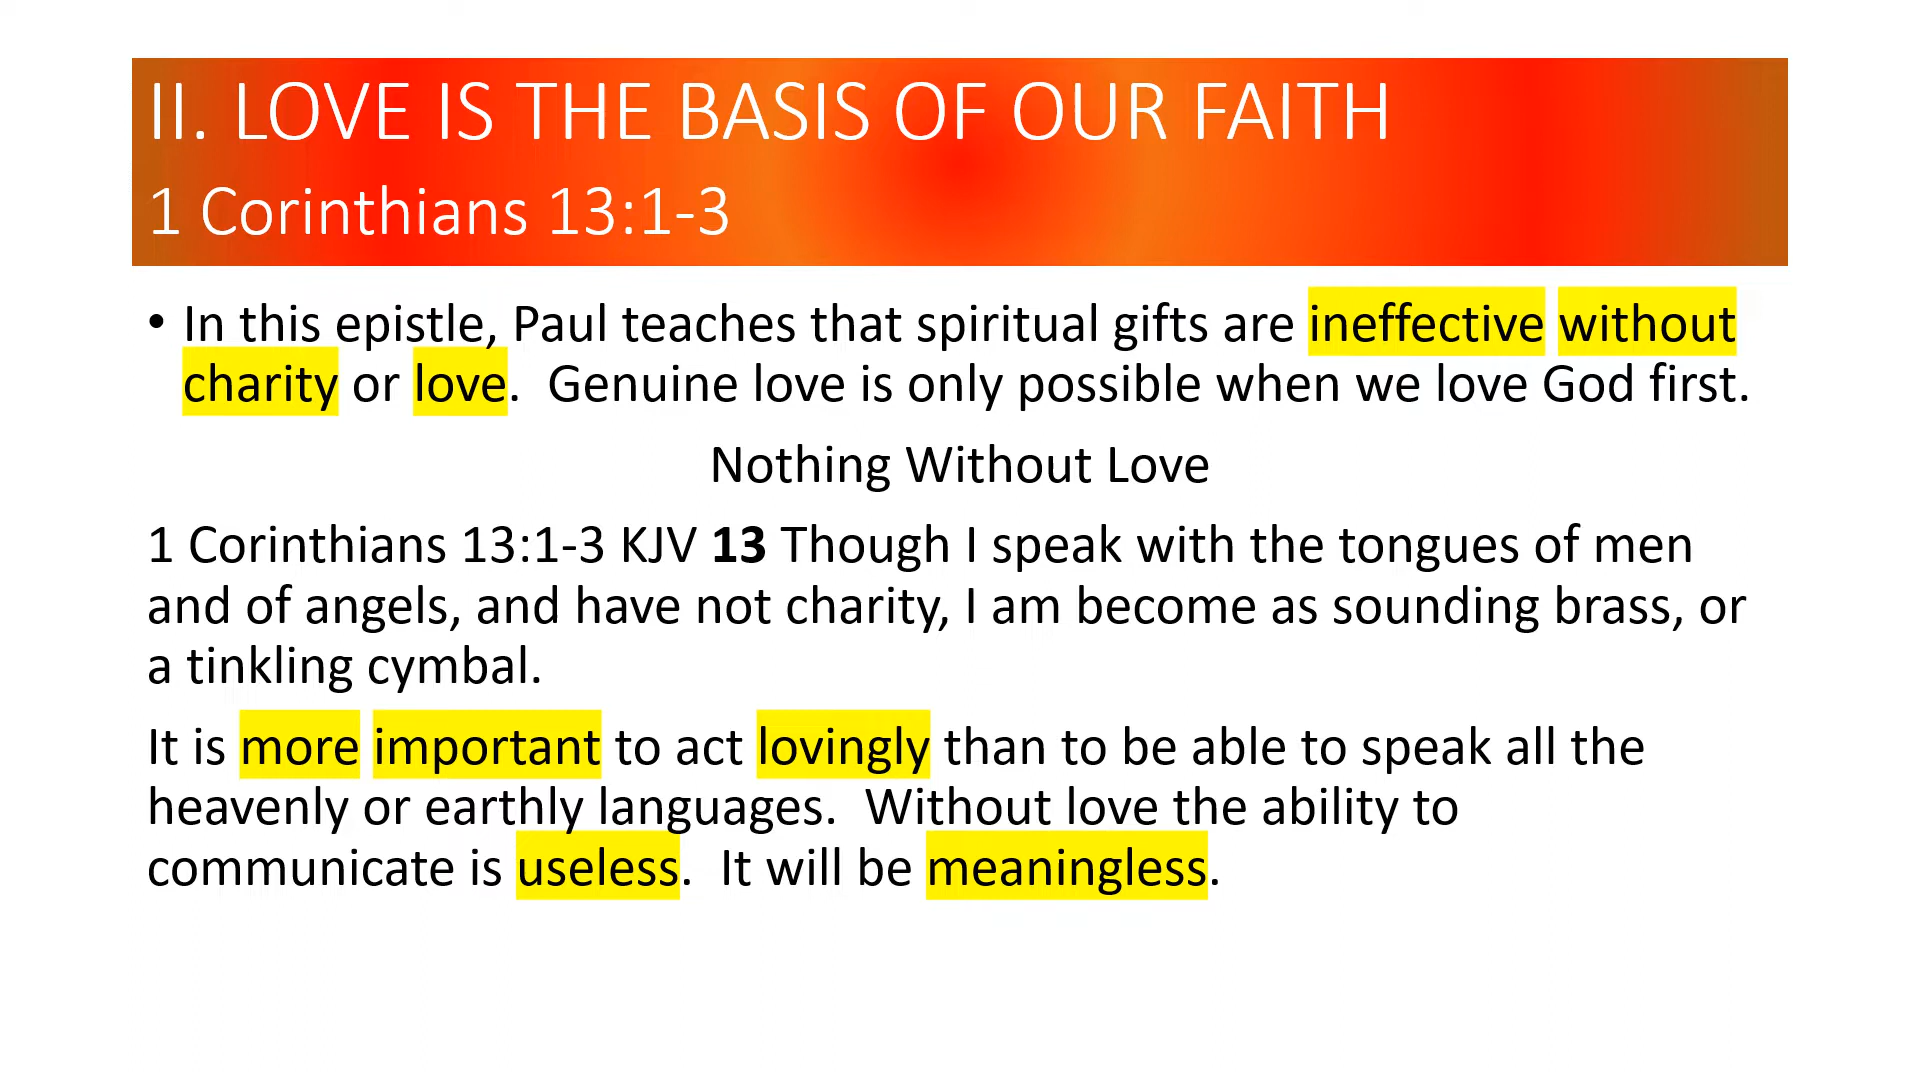 II. LOVE IS THE BASIS OF OUR FAITH
1 Corinthians 13:1-3
• In this epistle, Paul teaches that spiritual gifts are ineffective without
charity or love.  Genuine love is only possible when we love God first.
Nothing Without Love
1 Corinthians 13:1-3 KJV 13 Though I speak with the tongues of men
and of angels, and have not charity, I am become as sounding brass, or
a tinkling cymbal.
It is more important to act lovingly than to be able to speak all the
heavenly or earthly languages.  Without love the ability to
communicate is useless.  It will be meaningless.